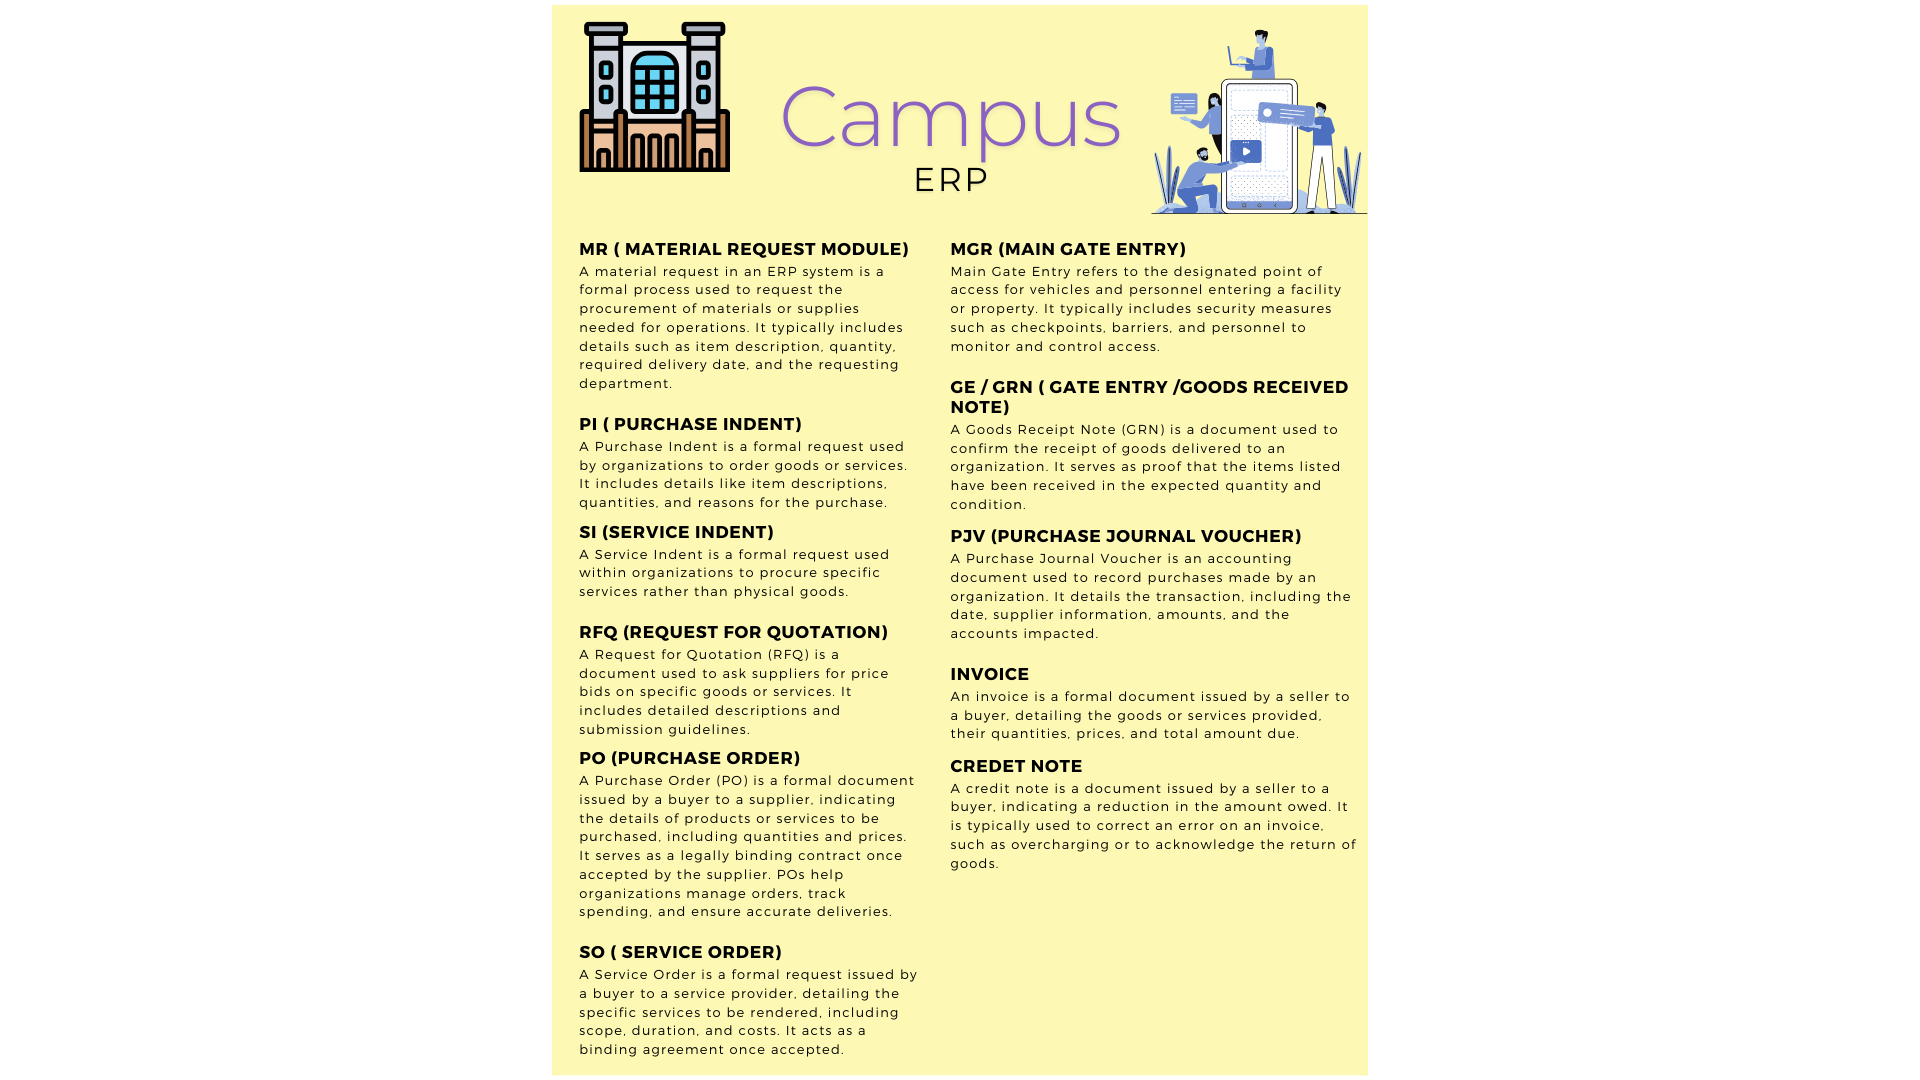 Campus
ERP
MR ( MATERIAL REQUEST MODULE)
A material request in an ERP system is a
formal process used to request the
procurement of materials or supplies
needed for operations. It typically includes
details such as item description, quantity,
required delivery date, and the requesting
department.
PI ( PURCHASE INDENT)
A Purchase Indent is a formal request used
by organizations to order goods or services.
It includes details like item descriptions,
quantities, and reasons for the purchase.
SI (SERVICE INDENT)
A Service Indent is a formal request used
within organizations to procure specific
services rather than physical goods.
RFQ (REQUEST FOR QUOTATION)
A Request for Quotation (RFQ) is a
document used to ask suppliers for price
bids on specific goods or services. It
includes detailed descriptions and
submission guidelines.
PO (PURCHASE ORDER)
A Purchase Order (PO) is a formal document
issued by a buyer to a supplier, indicating
the details of products or services to be
purchased, including quantities and prices.
It serves as a legally binding contract once
accepted by the supplier. POs help
organizations manage orders, track
spending, and ensure accurate deliveries.
SO ( SERVICE ORDER)
A Service Order is a formal request issued by
a buyer to a service provider, detailing the
specific services to be rendered, including
scope, duration, and costs. It acts as a
binding agreement once accepted.
MGR (MAIN GATE ENTRY)
Main Gate Entry refers to the designated point of
access for vehicles and personnel entering a facility
or property. It typically includes security measures
such as checkpoints, barriers, and personnel to
monitor and control access.
GE / GRN ( GATE ENTRY /GOODS RECEIVED
NOTE)
A Goods Receipt Note (GRN) is a document used to
confirm the receipt of goods delivered to an
organization. It serves as proof that the items listed
have been received in the expected quantity and
condition.
PJV (PURCHASE JOURNAL VOUCHER)
A Purchase Journal Voucher is an accounting
document used to record purchases made by an
organization. It details the transaction, including the
date, supplier information, amounts, and the
accounts impacted.
INVOICE
An invoice is a formal document issued by a seller to
a buyer, detailing the goods or services provided,
their quantities, prices, and total amount due.
CREDET NOTE
A credit note is a document issued by a seller to a
buyer, indicating a reduction in the amount owed. It
is typically used to correct an error on an invoice,
such as overcharging or to acknowledge the return of
goods.